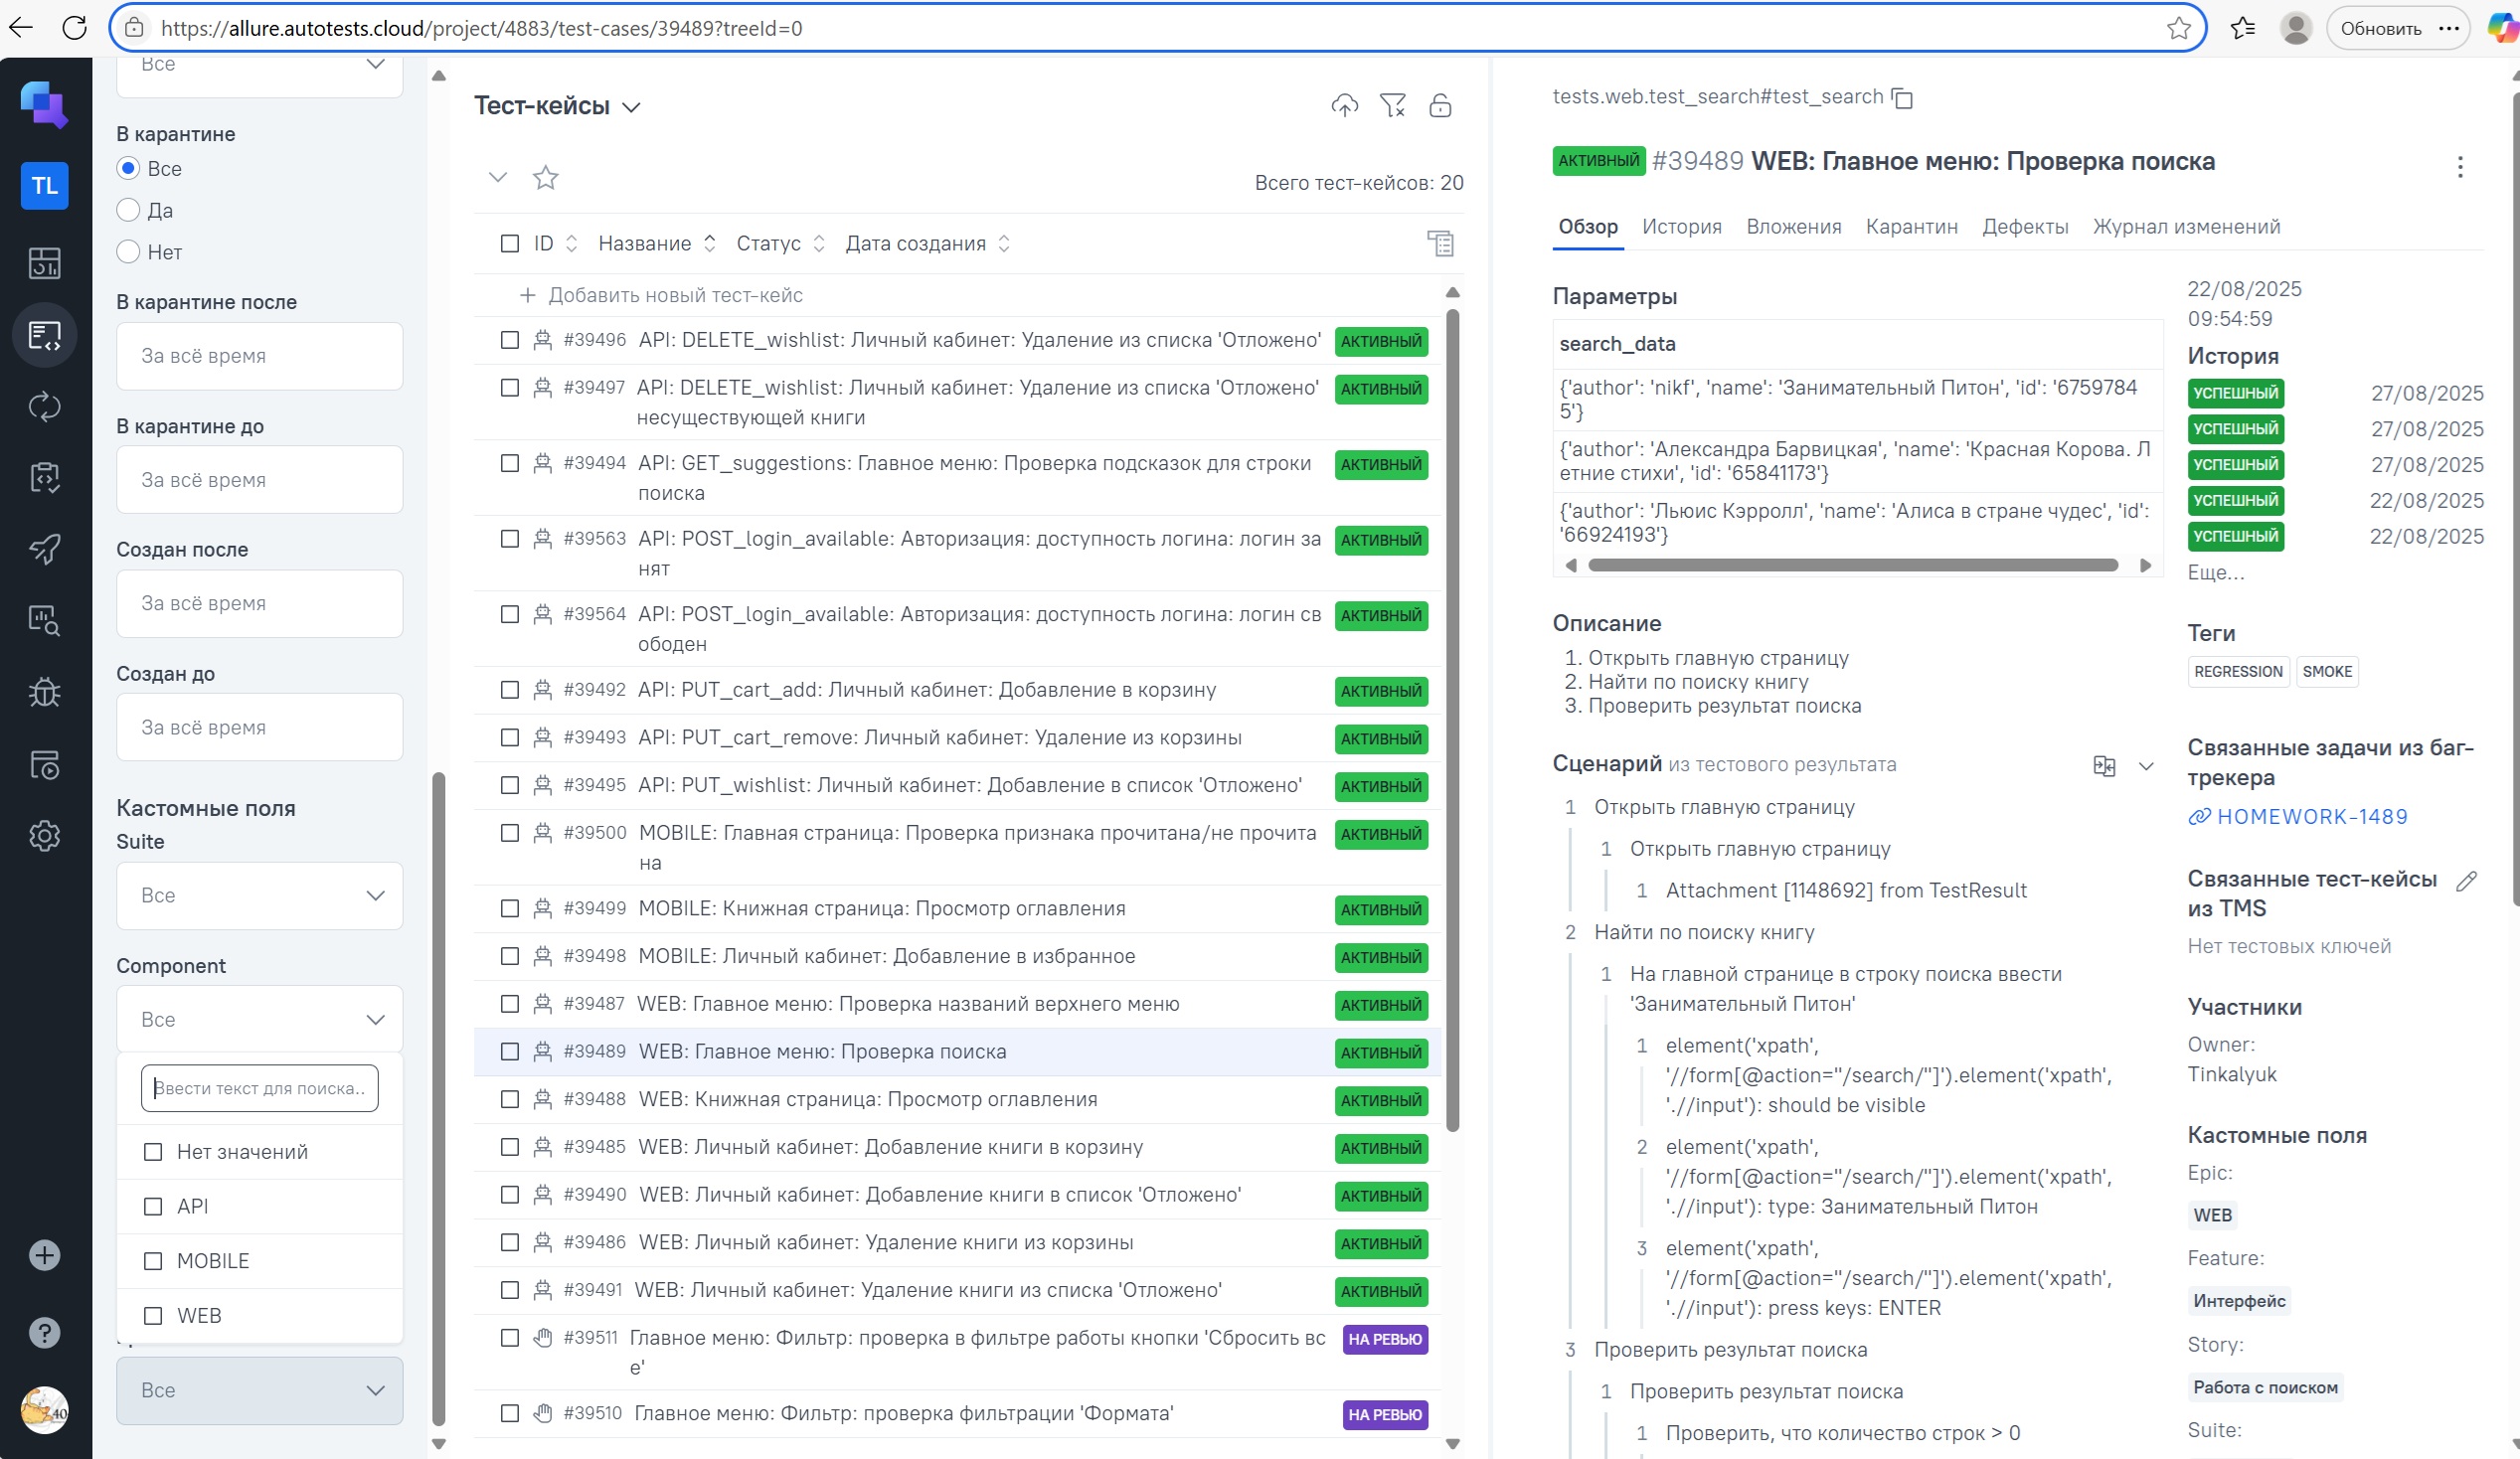 https://allure.autotests.cloud/project/4883/test-cases/39489?treeId=0
Обновить
TL
Все
В карантине
Все
Да
Нет
В карантине после
За всё время
В карантине до
За всё время
Создан после
За всё время
Создан до
За всё время
Кастомные поля
Suite
Все
Component
Все
Ввести текст для поиска..
Нет значений
API
MOBILE
WEB
Все
40
Тест-кейсы
Всего тест-кейсов: 20
ID Название Статус Дата создания
Добавить новый тест-кейс
#39496 API: DELETE_wishlist: Личный кабинет: Удаление из списка 'Отложено' АКТИВНЫЙ
#39497 API: DELETE_wishlist: Личный кабинет: Удаление из списка 'Отложено' АКТИВНЫЙ
несуществующей книги
#39494 API: GET_suggestions: Главное меню: Проверка подсказок для строки АКТИВНЫЙ
поиска
#39563 API: POST_login_available: Авторизация: доступность логина: логин за АКТИВНЫЙ
нят
#39564 API: POST_login_available: Авторизация: доступность логина: логин св АКТИВНЫЙ
ободен
#39492 API: PUT_cart_add: Личный кабинет: Добавление в корзину АКТИВНЫЙ
#39493 API: PUT_cart_remove: Личный кабинет: Удаление из корзины АКТИВНЫЙ
#39495 API: PUT_wishlist: Личный кабинет: Добавление в список 'Отложено' АКТИВНЫЙ
#39500 MOBILE: Главная страница: Проверка признака прочитана/не прочита АКТИВНЫЙ
на
#39499 MOBILE: Книжная страница: Просмотр оглавления АКТИВНЫЙ
#39498 MOBILE: Личный кабинет: Добавление в избранное АКТИВНЫЙ
#39487 WEB: Главное меню: Проверка названий верхнего меню АКТИВНЫЙ
#39489 WEB: Главное меню: Проверка поиска АКТИВНЫЙ
#39488 WEB: Книжная страница: Просмотр оглавления АКТИВНЫЙ
#39485 WEB: Личный кабинет: Добавление книги в корзину АКТИВНЫЙ
#39490 WEB: Личный кабинет: Добавление книги в список 'Отложено' АКТИВНЫЙ
#39486 WEB: Личный кабинет: Удаление книги из корзины АКТИВНЫЙ
#39491 WEB: Личный кабинет: Удаление книги из списка 'Отложено' АКТИВНЫЙ
#39511 Главное меню: Фильтр: проверка в фильтре работы кнопки 'Сбросить вс НА РЕВЬЮ
е'
#39510 Главное меню: Фильтр: проверка фильтрации 'Формата' НА РЕВЬЮ
tests.web.test_search#test_search
АКТИВНЫЙ #39489 WEB: Главное меню: Проверка поиска
Обзор История Вложения Карантин Дефекты Журнал изменений
Параметры
search_data
{'author': 'nikf', 'name': 'Занимательный Питон', 'id': '6759784
5'}
{'author': 'Александра Барвицкая', 'name': 'Красная Корова. Л
етние стихи', 'id': '65841173'}
{'author': 'Льюис Кэрролл', 'name': 'Алиса в стране чудес', 'id':
'66924193'}
Описание
1. Открыть главную страницу
2. Найти по поиску книгу
3. Проверить результат поиска
Сценарий из тестового результата
1 Открыть главную страницу
1 Открыть главную страницу
1 Attachment [1148692] from TestResult
2 Найти по поиску книгу
1 На главной странице в строку поиска ввести
'Занимательный Питон'
1 element('xpath',
'//form[@action="/search/"]').element('xpath',
'.//input'): should be visible
2 element('xpath',
'//form[@action="/search/"]').element('xpath',
'.//input'): type: Занимательный Питон
3 element('xpath',
'//form[@action="/search/"]').element('xpath',
'.//input'): press keys: ENTER
3 Проверить результат поиска
1 Проверить результат поиска
1 Проверить, что количество строк > 0
22/08/2025
09:54:59
История
УСПЕШНЫЙ 27/08/2025
УСПЕШНЫЙ 27/08/2025
УСПЕШНЫЙ 27/08/2025
УСПЕШНЫЙ 22/08/2025
УСПЕШНЫЙ 22/08/2025
Еще...
Теги
REGRESSION SMOKE
Связанные задачи из баг-
трекера
HOMEWORK-1489
Связанные тест-кейсы
из TMS
Нет тестовых ключей
Участники
Owner:
Tinkalyuk
Кастомные поля
Epic:
WEB
Feature:
Интерфейс
Story:
Работа с поиском
Suite: